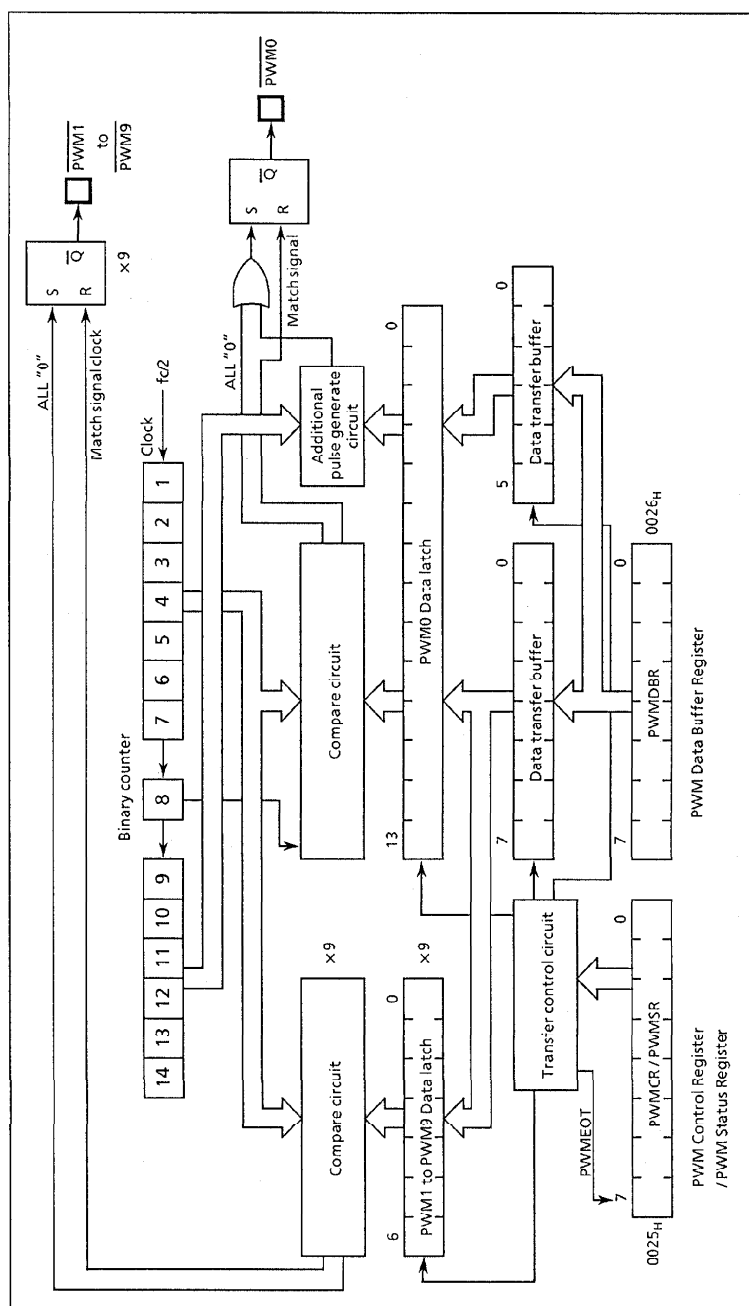 PWM1
to
PWM9
PWM0
S
R
Q
×9
S
R
Q
ALL "0"
Match signal clock
ALL "0"
Match signal
Binary counter
Clock
fc/2
14
13
12
11
10
9
8
7
6
5
4
3
2
1
Compare circuit
×9
Compare circuit
Additional
pulse generate
circuit
6
PWM1 to PWM9 Data latch
0
×9
13
PWM0 Data latch
0
Transfer control circuit
7
Data transfer buffer
0
5
Data transfer buffer
0
PWMEOT
0025H
7
PWMCR / PWMSR
0
7
PWMDBR
0
0026H
PWM Control Register
/ PWM Status Register
PWM Data Buffer Register